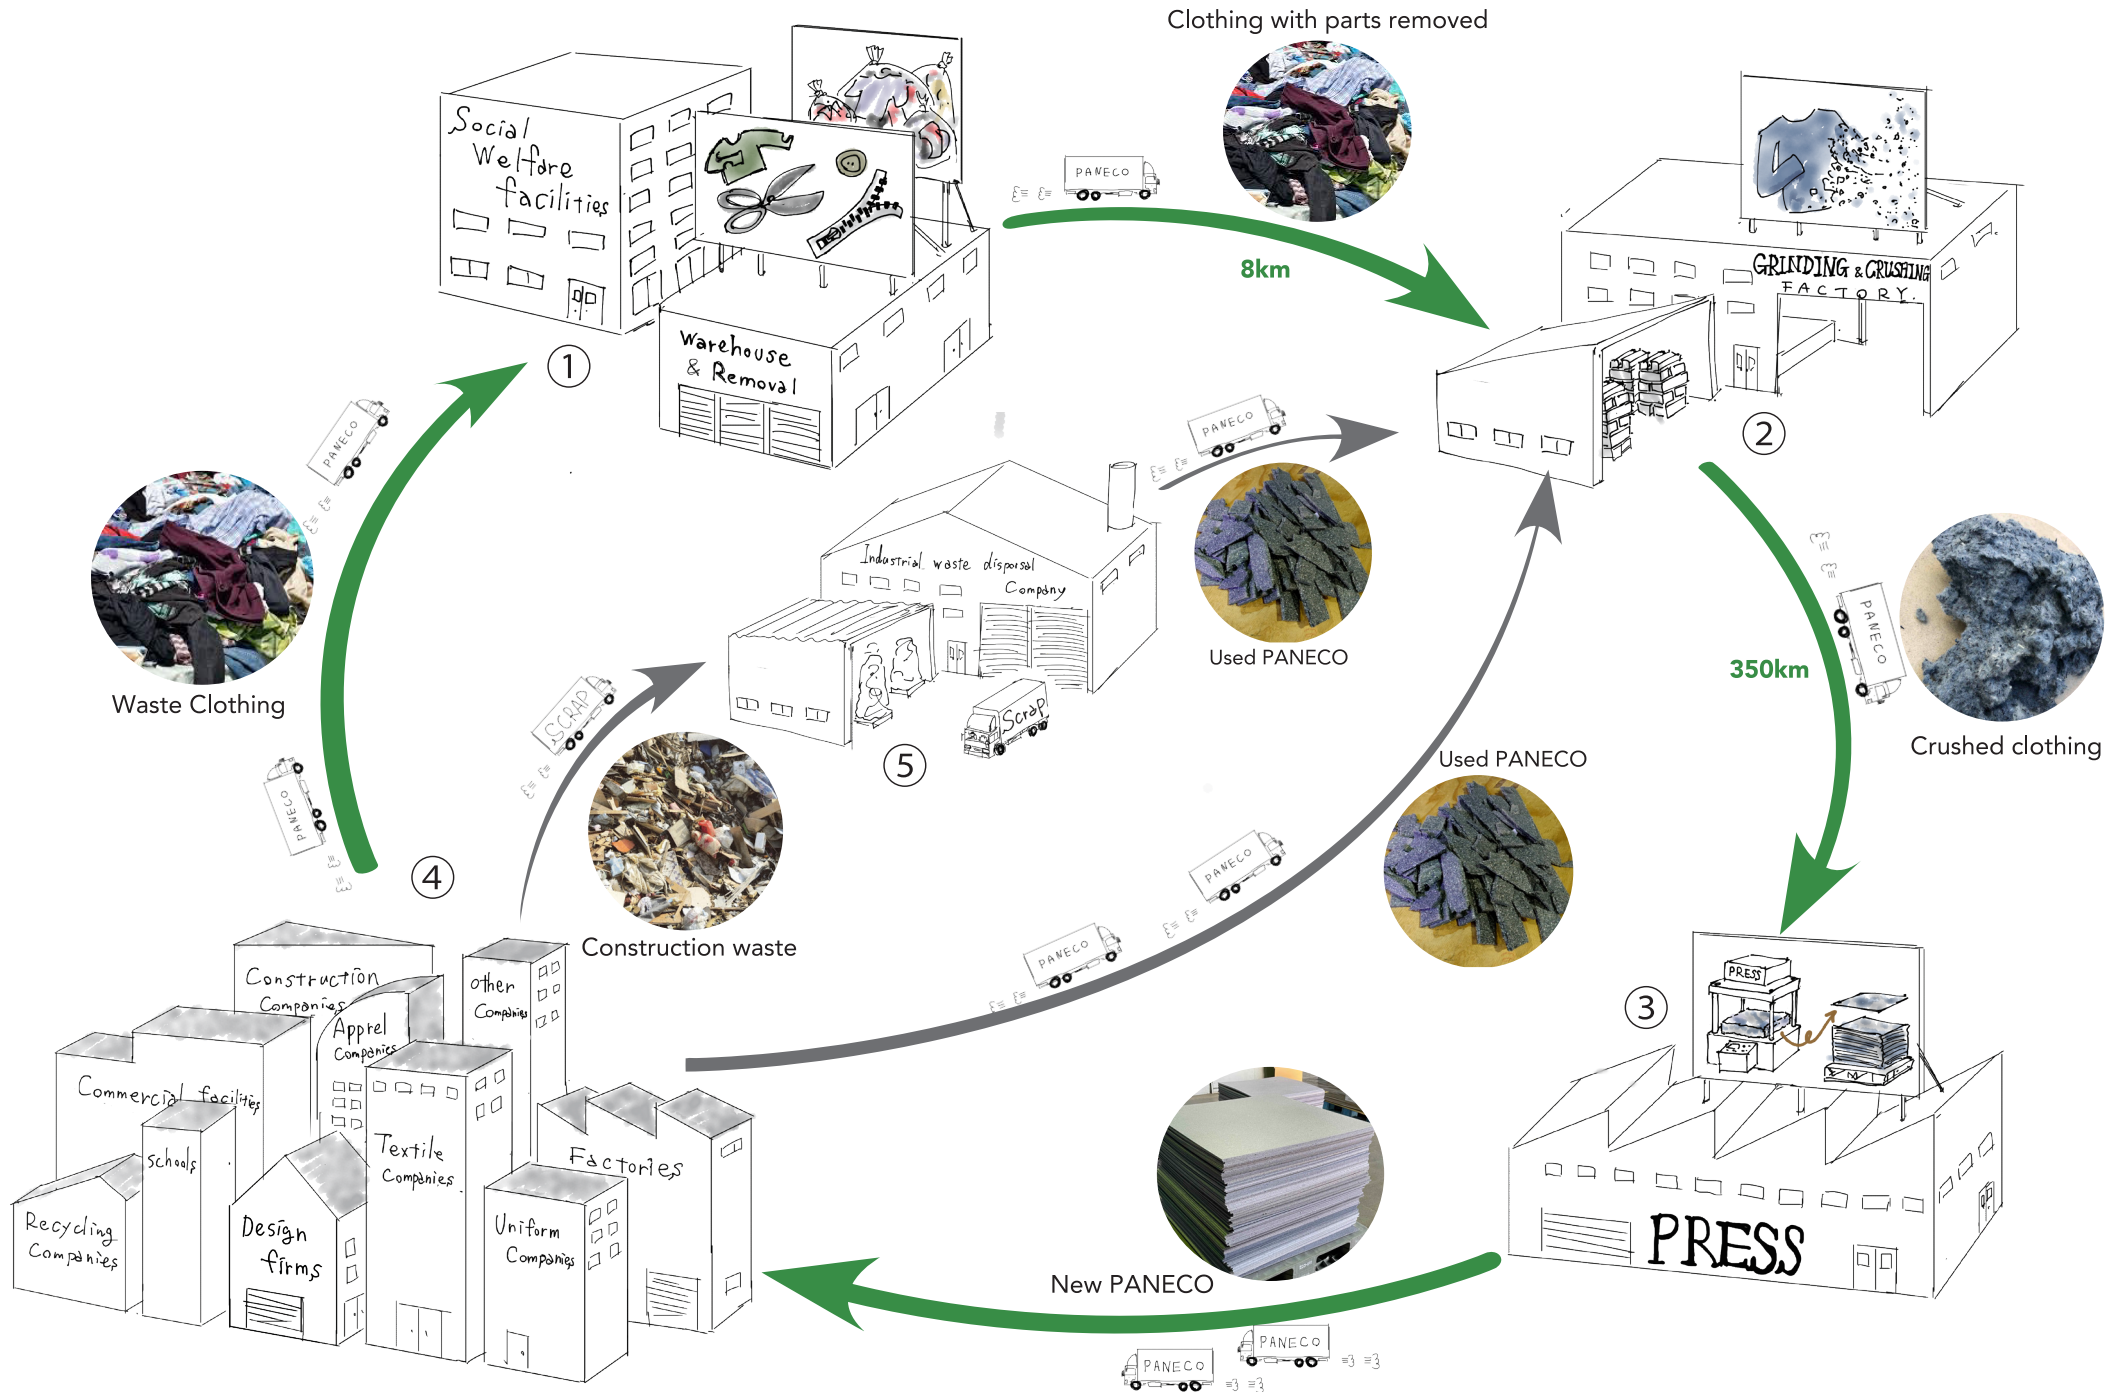 Clothing with parts removed
Social
Welfare
facilities
PANECO
8km
GRINDING & CRUSHING
FACTORY.
Warehouse
& Removal
①
②
PANECO
PANECO
Waste Clothing
PANECO
Industrial waste disporsal
Company
Used PANECO
SCRAP
Scrap
⑤
Construction waste
④
350km
PANECO
Crushed clothing
Used PANECO
PANECO
PANECO
③
PRESS
PRESS
Construction
Companies
Apprel
Companies
other
Companies
Commercial facilities
Schools
Textile
Companies
Factories
Recycling
Companies
Design
firms
Uniform
Companies
New PANECO
PANECO
PANECO